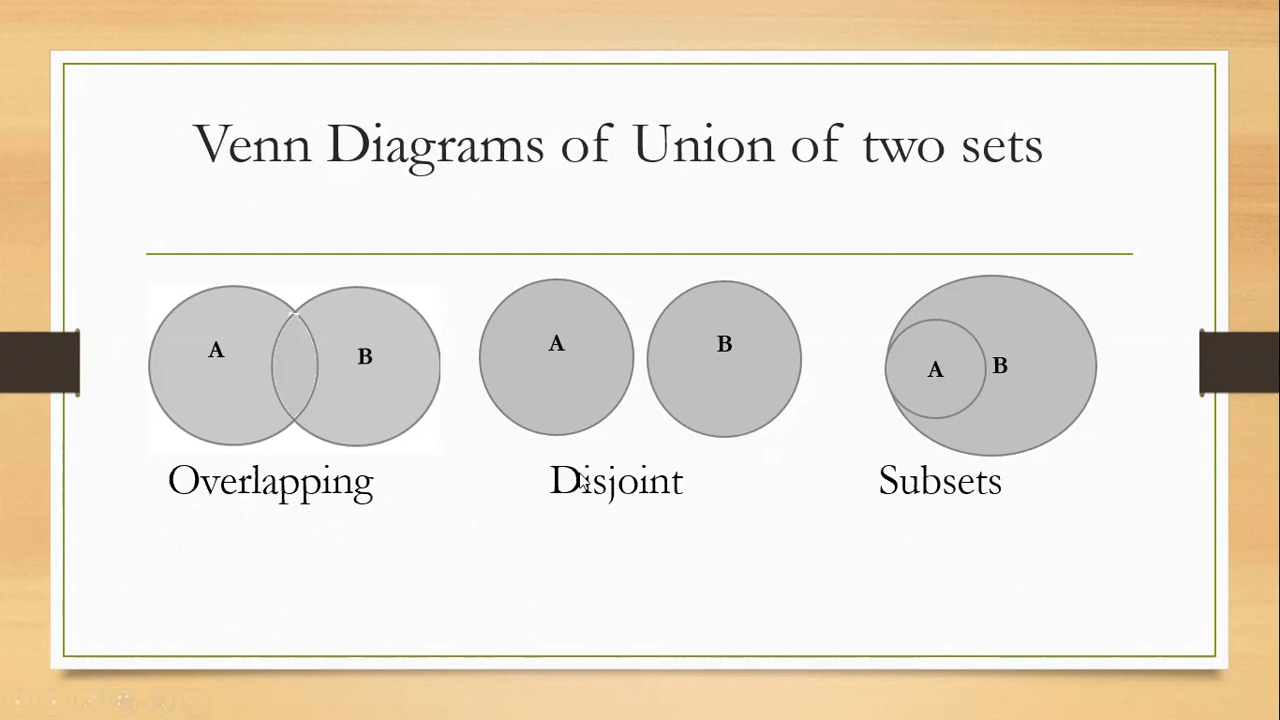 Venn Diagrams of Union of two sets
A B
A B
A B
Overlapping Disjoint Subsets